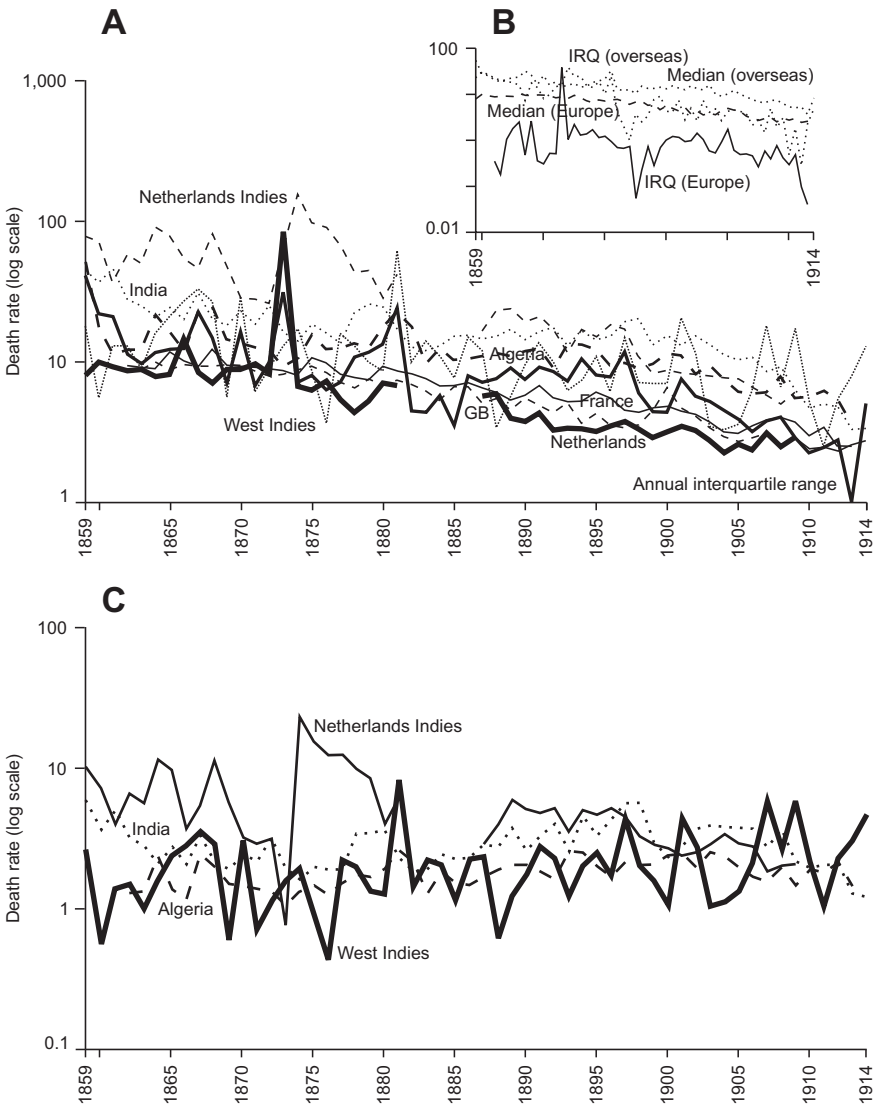 A
B
Death rate (log scale)
1,000
100
10
1
Netherlands Indies
India
West Indies
Algeria
GB
France
Netherlands
Annual interquartile range
1859
1865
1870
1875
1880
1885
1890
1895
1900
1905
1910
1914
100
0.01
IRQ (overseas)
Median (overseas)
Median (Europe)
IRQ (Europe)
1859
1914
C
Death rate (log scale)
100
10
1
0.1
Netherlands Indies
India
Algeria
West Indies
1859
1865
1870
1875
1880
1885
1890
1895
1900
1905
1910
1914